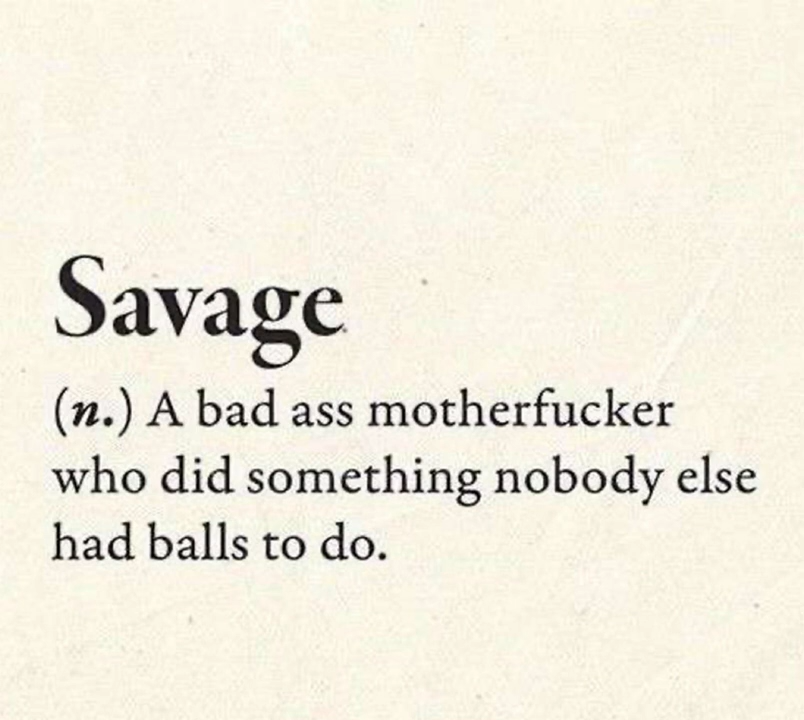 Savage
(n.) A bad ass motherfucker
who did something nobody else
had balls to do.